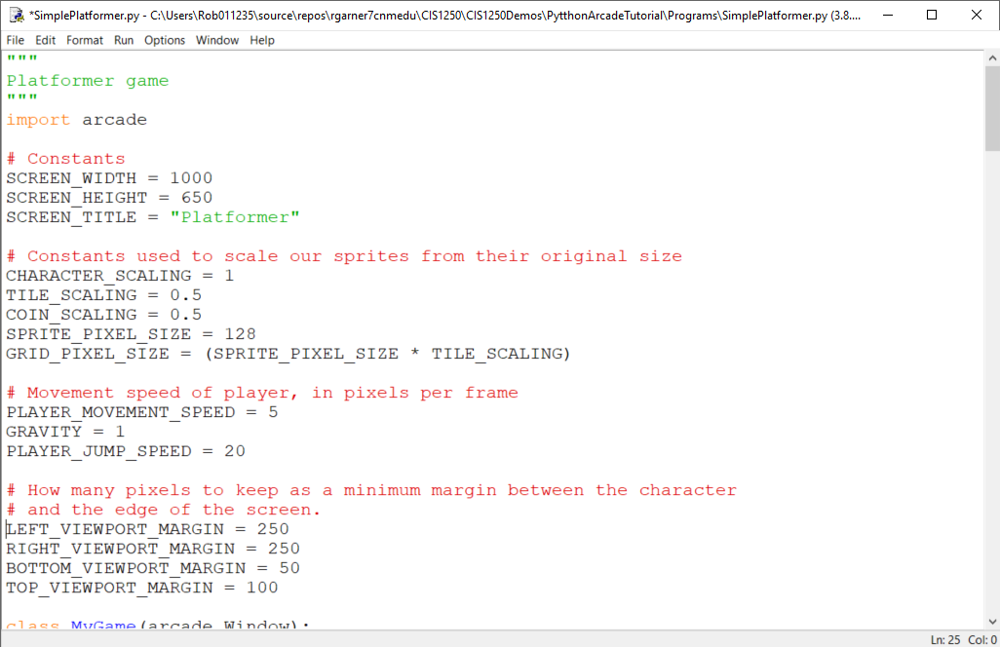 *SimplePlatformer.py - C:\Users\Rob011235\source\repos\rgarner7cnmedu\CIS1250\CIS1250Demos\PytthonArcadeTutorial\Programs\SimplePlatformer.py (3.8....
File Edit Format Run Options Window Help
"""
Platformer game
"""
import arcade
# Constants
SCREEN_WIDTH = 1000
SCREEN_HEIGHT = 650
SCREEN_TITLE = "Platformer"
# Constants used to scale our sprites from their original size
CHARACTER_SCALING = 1
TILE_SCALING = 0.5
COIN_SCALING = 0.5
SPRITE_PIXEL_SIZE = 128
GRID_PIXEL_SIZE = (SPRITE_PIXEL_SIZE * TILE_SCALING)
# Movement speed of player, in pixels per frame
PLAYER_MOVEMENT_SPEED = 5
GRAVITY = 1
PLAYER_JUMP_SPEED = 20
# How many pixels to keep as a minimum margin between the character
# and the edge of the screen.
LEFT_VIEWPORT_MARGIN = 250
RIGHT_VIEWPORT_MARGIN = 250
BOTTOM_VIEWPORT_MARGIN = 50
TOP_VIEWPORT_MARGIN = 100
class MyGame(arcade.Window):
Ln: 25 Col: 0